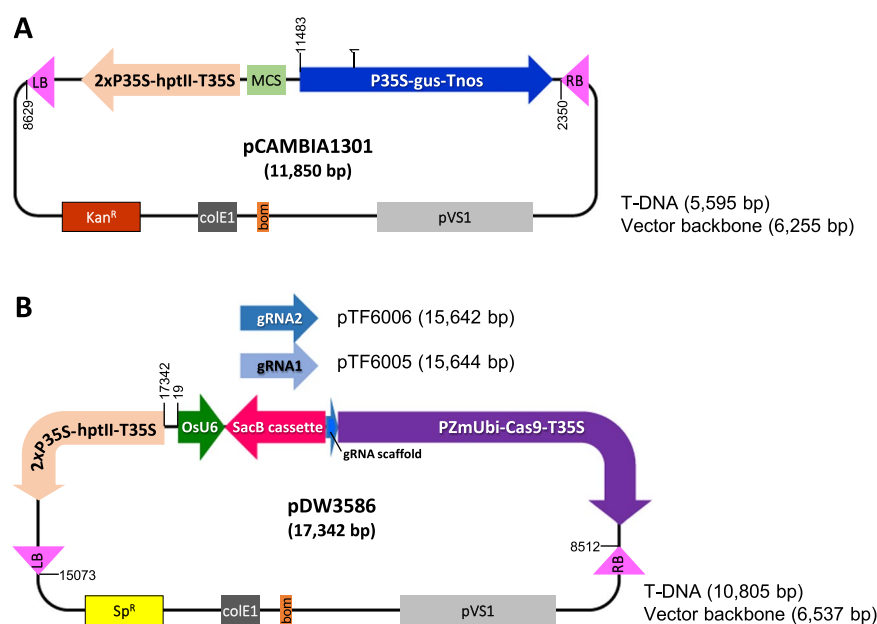 A
11483
1
LB
2xP35S-hptII-T35S
MCS
P35S-gus-Tnos
RB
8629
2350
pCAMBIA1301
(11,850 bp)
Kanᴿ
colE1
bom
pVS1
T-DNA (5,595 bp)
Vector backbone (6,255 bp)
B
gRNA2
pTF6006 (15,642 bp)
gRNA1
pTF6005 (15,644 bp)
17342
19
2xP35S-hptII-T35S
OsU6
SacB cassette
PZmUbi-Cas9-T35S
gRNA scaffold
pDW3586
(17,342 bp)
8512
LB
RB
15073
Spᴿ
colE1
bom
pVS1
T-DNA (10,805 bp)
Vector backbone (6,537 bp)